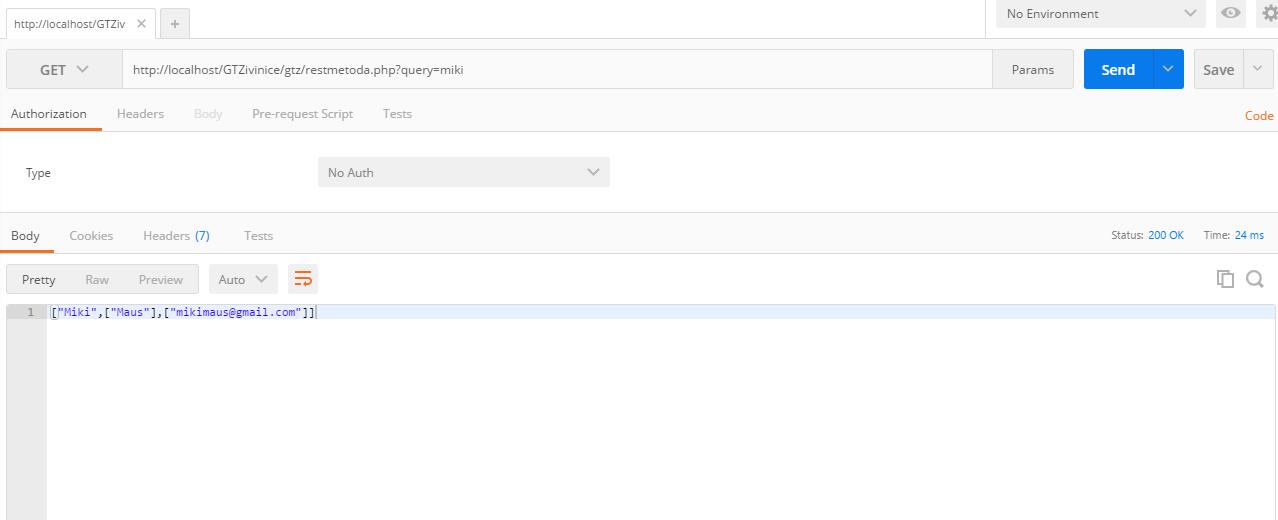 http://localhost/GTZiv
No Environment
GET http://localhost/GTZivinice/gtz/restmetoda.php?query=miki Params Send Save
Authorization Headers Body Pre-request Script Tests Code
Type No Auth
Body Cookies Headers (7) Tests Status: 200 OK Time: 24 ms
Pretty Raw Preview Auto
1 ["Miki",["Maus"],["mikimaus@gmail.com"]]